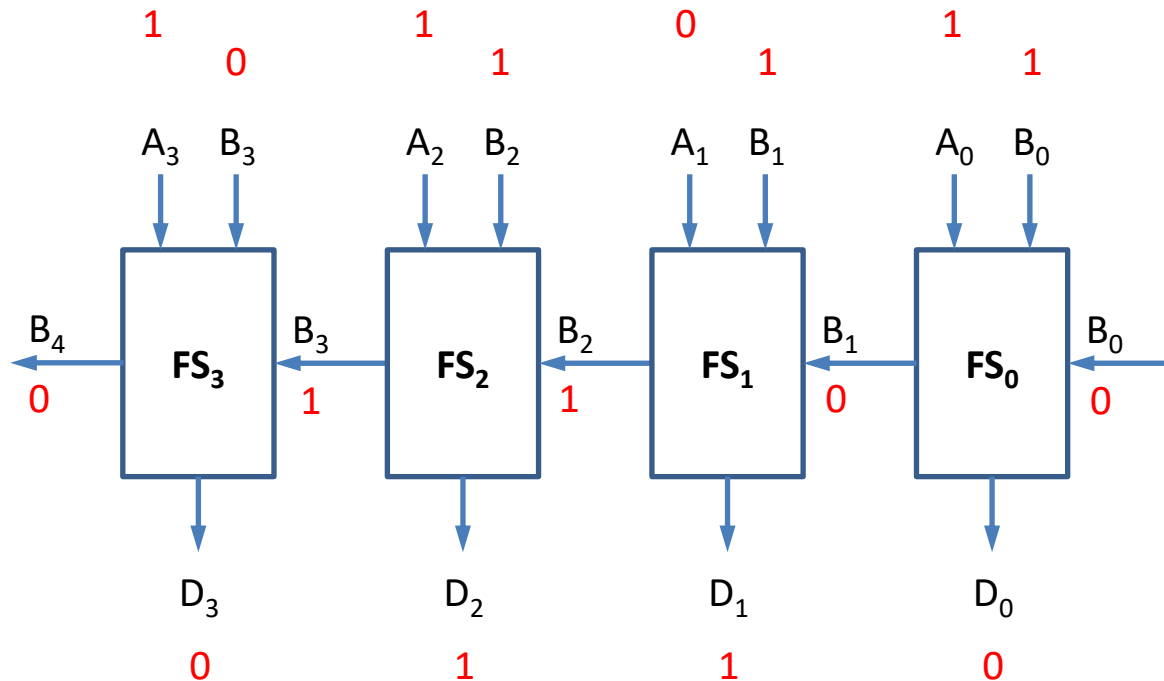 1 1 0 1
0 1 1 1
A₃ B₃ A₂ B₂ A₁ B₁ A₀ B₀
B₄ B₃ B₂ B₁ B₀
FS₃ FS₂ FS₁ FS₀
0 1 1 0 0
D₃ D₂ D₁ D₀
0 1 1 0